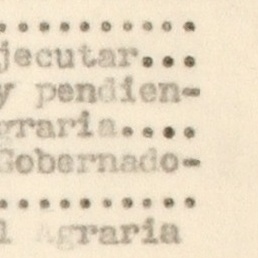 ..........
jecutar...
y pendien-
graria....
Gobernado-
..........
l Agraria